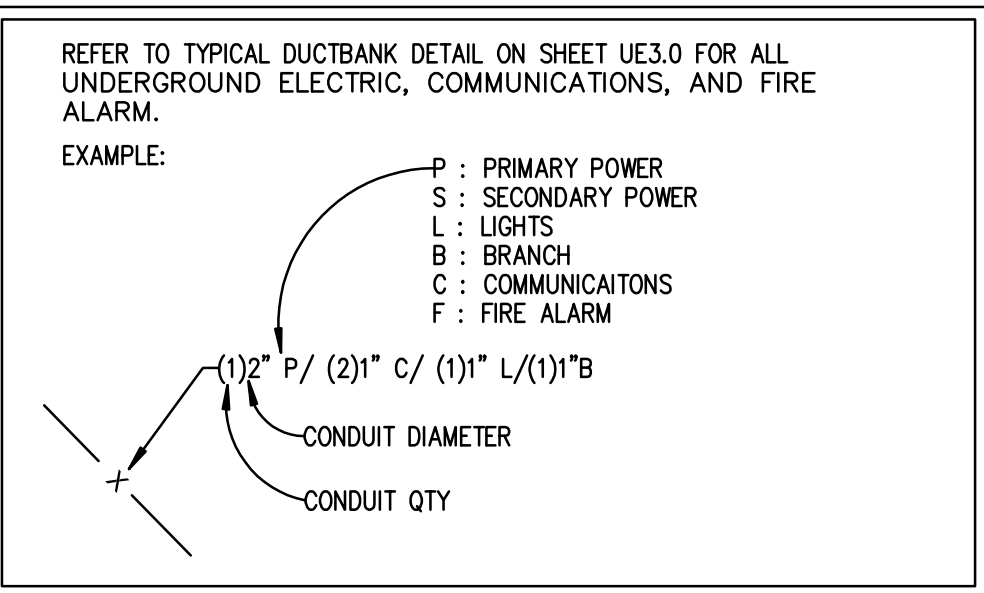 REFER TO TYPICAL DUCTBANK DETAIL ON SHEET UE3.0 FOR ALL
UNDERGROUND ELECTRIC, COMMUNICATIONS, AND FIRE
ALARM.
EXAMPLE:
P : PRIMARY POWER
S : SECONDARY POWER
L : LIGHTS
B : BRANCH
C : COMMUNICAITONS
F : FIRE ALARM
(1)2" P/ (2)1" C/ (1)1" L/(1)1"B
CONDUIT DIAMETER
X
CONDUIT QTY